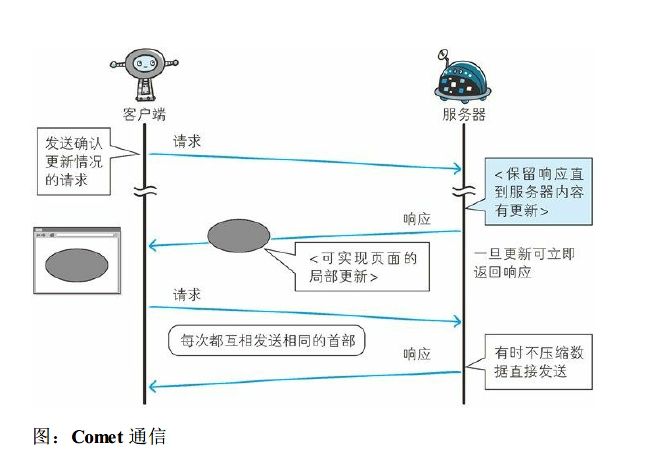 客户端
服务器
发送确认
更新情况
的请求
请求
<保留响应直
到服务器内容
有更新>
响应
<可实现页面的
局部更新>
一旦更新可立即
返回响应
请求
每次都互相发送相同的首部
响应
有时不压缩数
据直接发送
图：Comet 通信